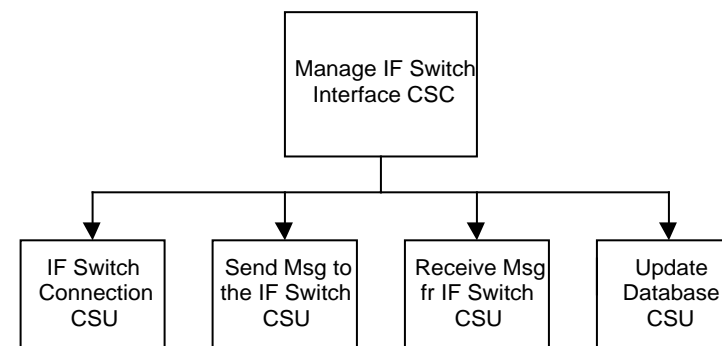 Manage IF Switch
Interface CSC
IF Switch
Connection
CSU
Send Msg to
the IF Switch
CSU
Receive Msg
fr IF Switch
CSU
Update
Database
CSU